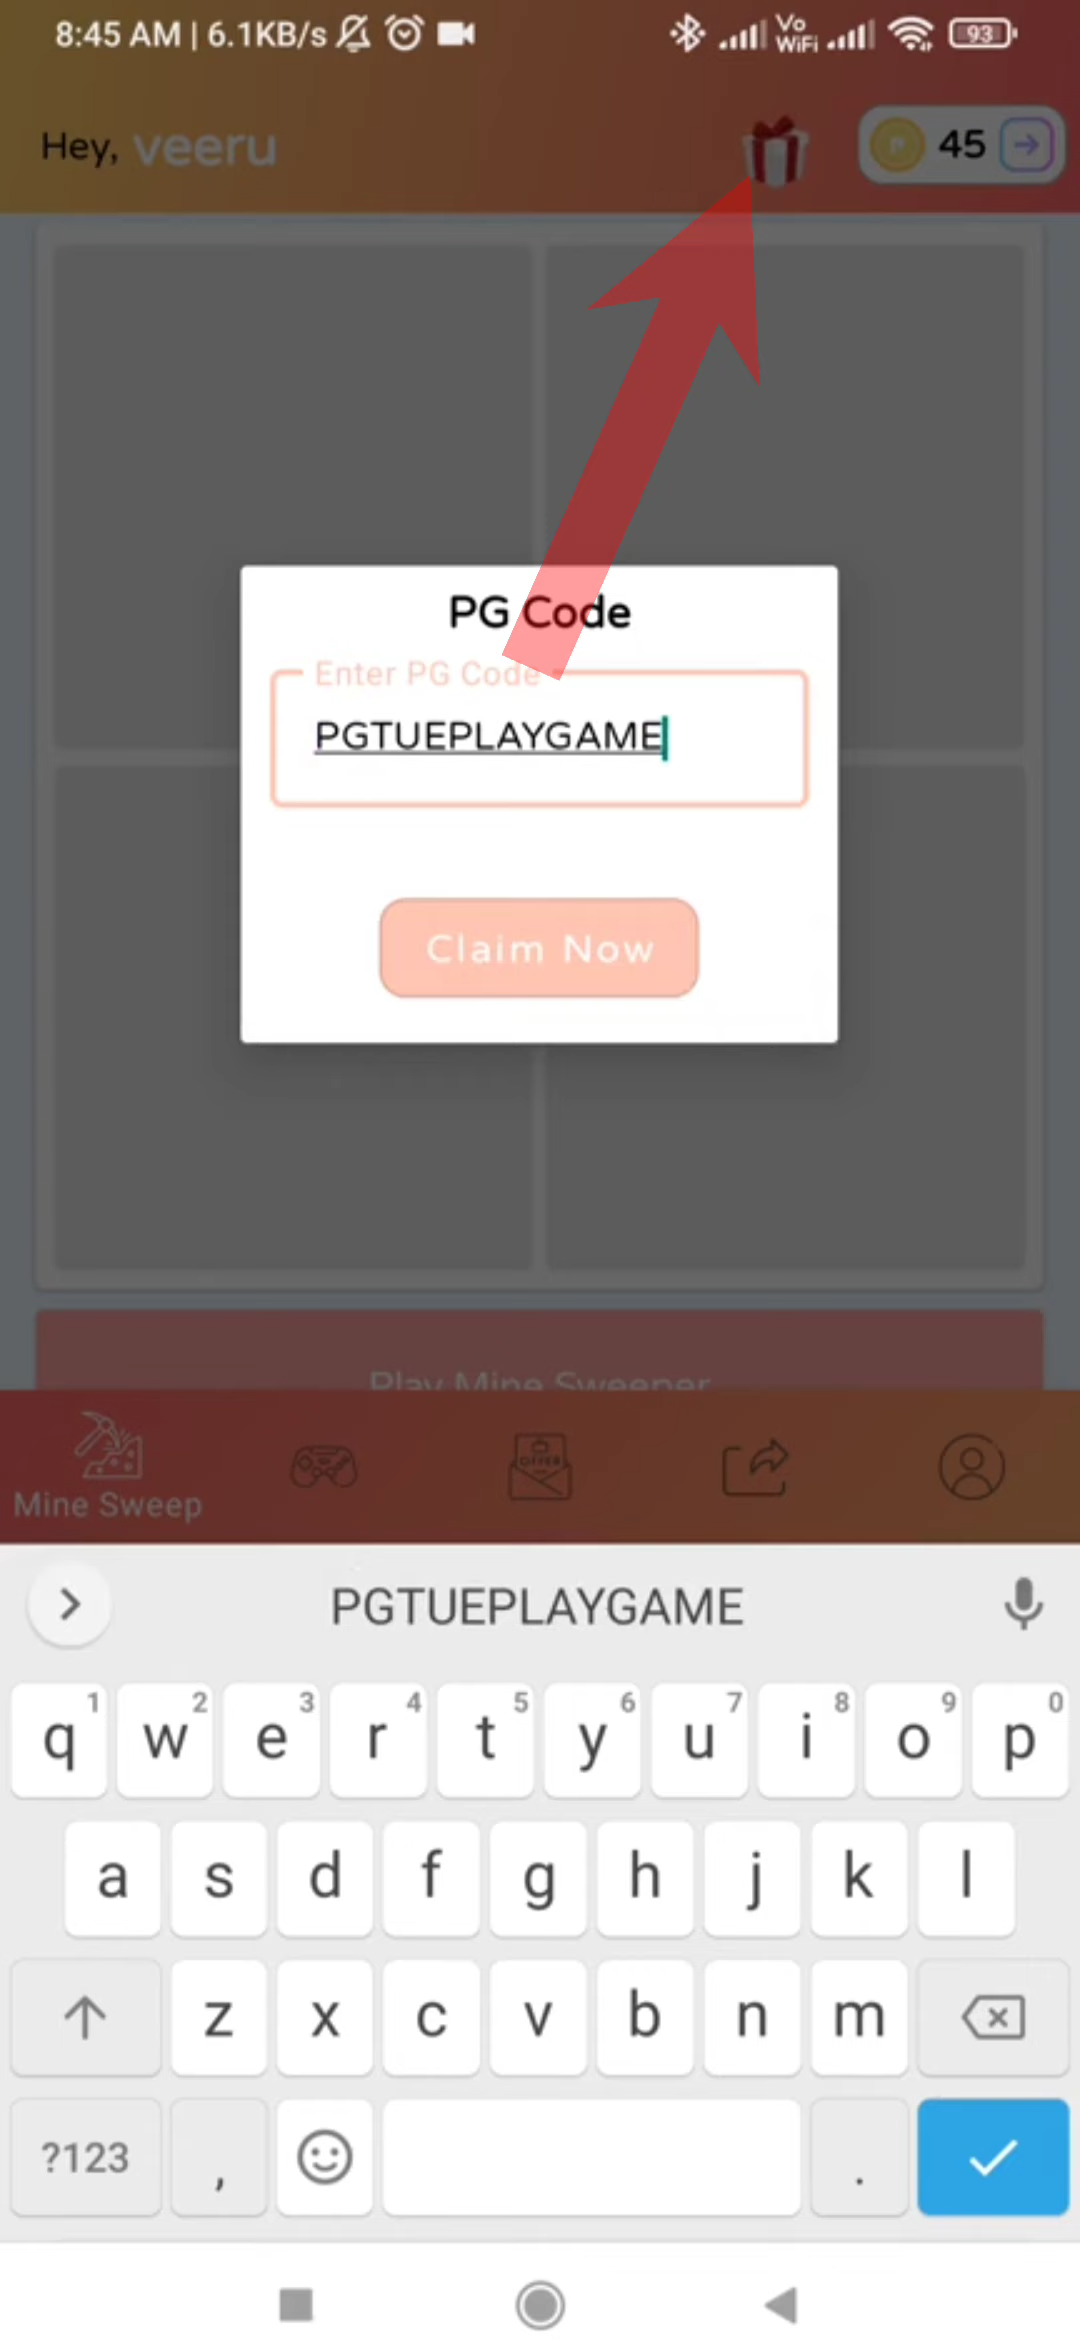 8:45 AM | 6.1KB/s
Vo
WiFi
93
Hey, veeru
P 45
PG Code
Enter PG Code
PGTUEPLAYGAME
Claim Now
Play Mine Sweeper
OFFER
Mine Sweep
PGTUEPLAYGAME
q 1 w 2 e 3 r 4 t 5 y 6 u 7 i 8 o 9 p 0
a s d f g h j k l
z x c v b n m
?123 , .